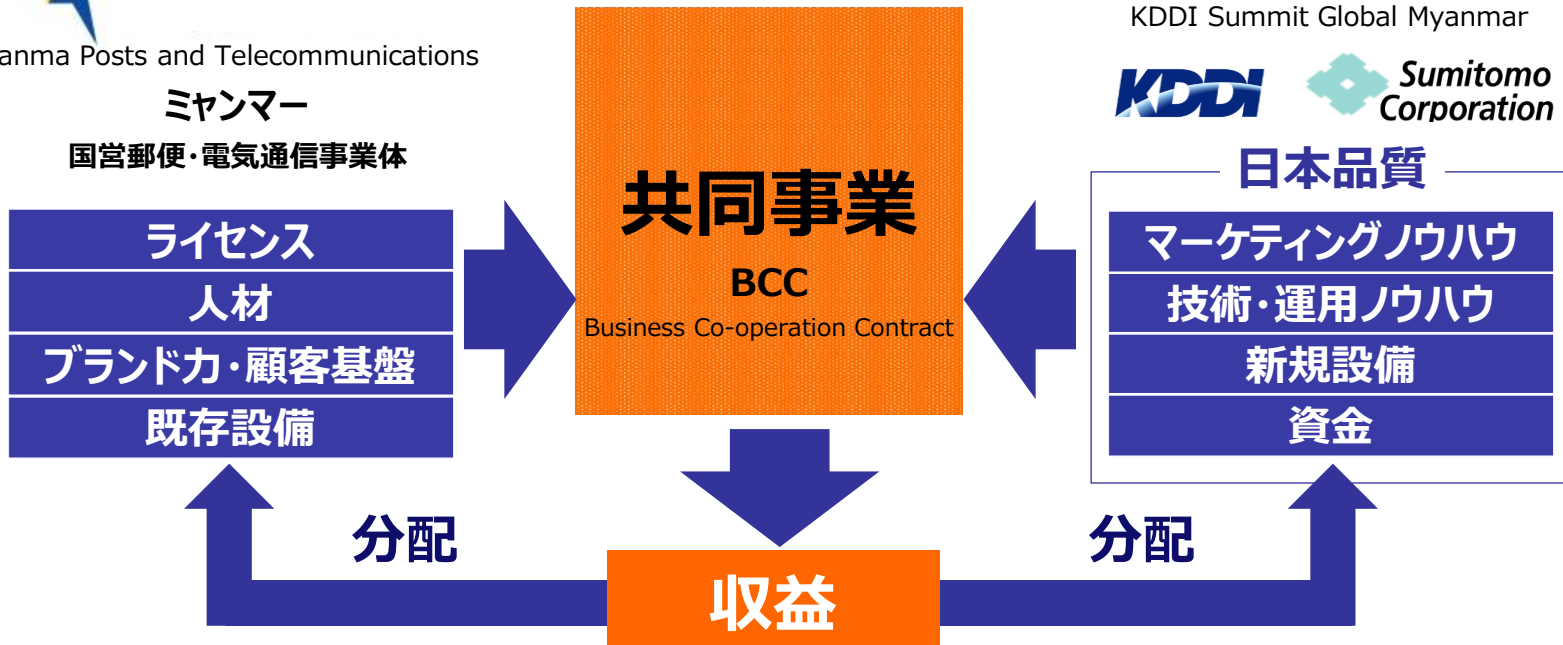 anma Posts and Telecommunications
ミャンマー
国営郵便・電気通信事業体
ライセンス
人材
ブランド力・顧客基盤
既存設備
共同事業
BCC
Business Co-operation Contract
KDDI Summit Global Myanmar
KDDI
Sumitomo
Corporation
日本品質
マーケティングノウハウ
技術・運用ノウハウ
新規設備
資金
分配
分配
収益